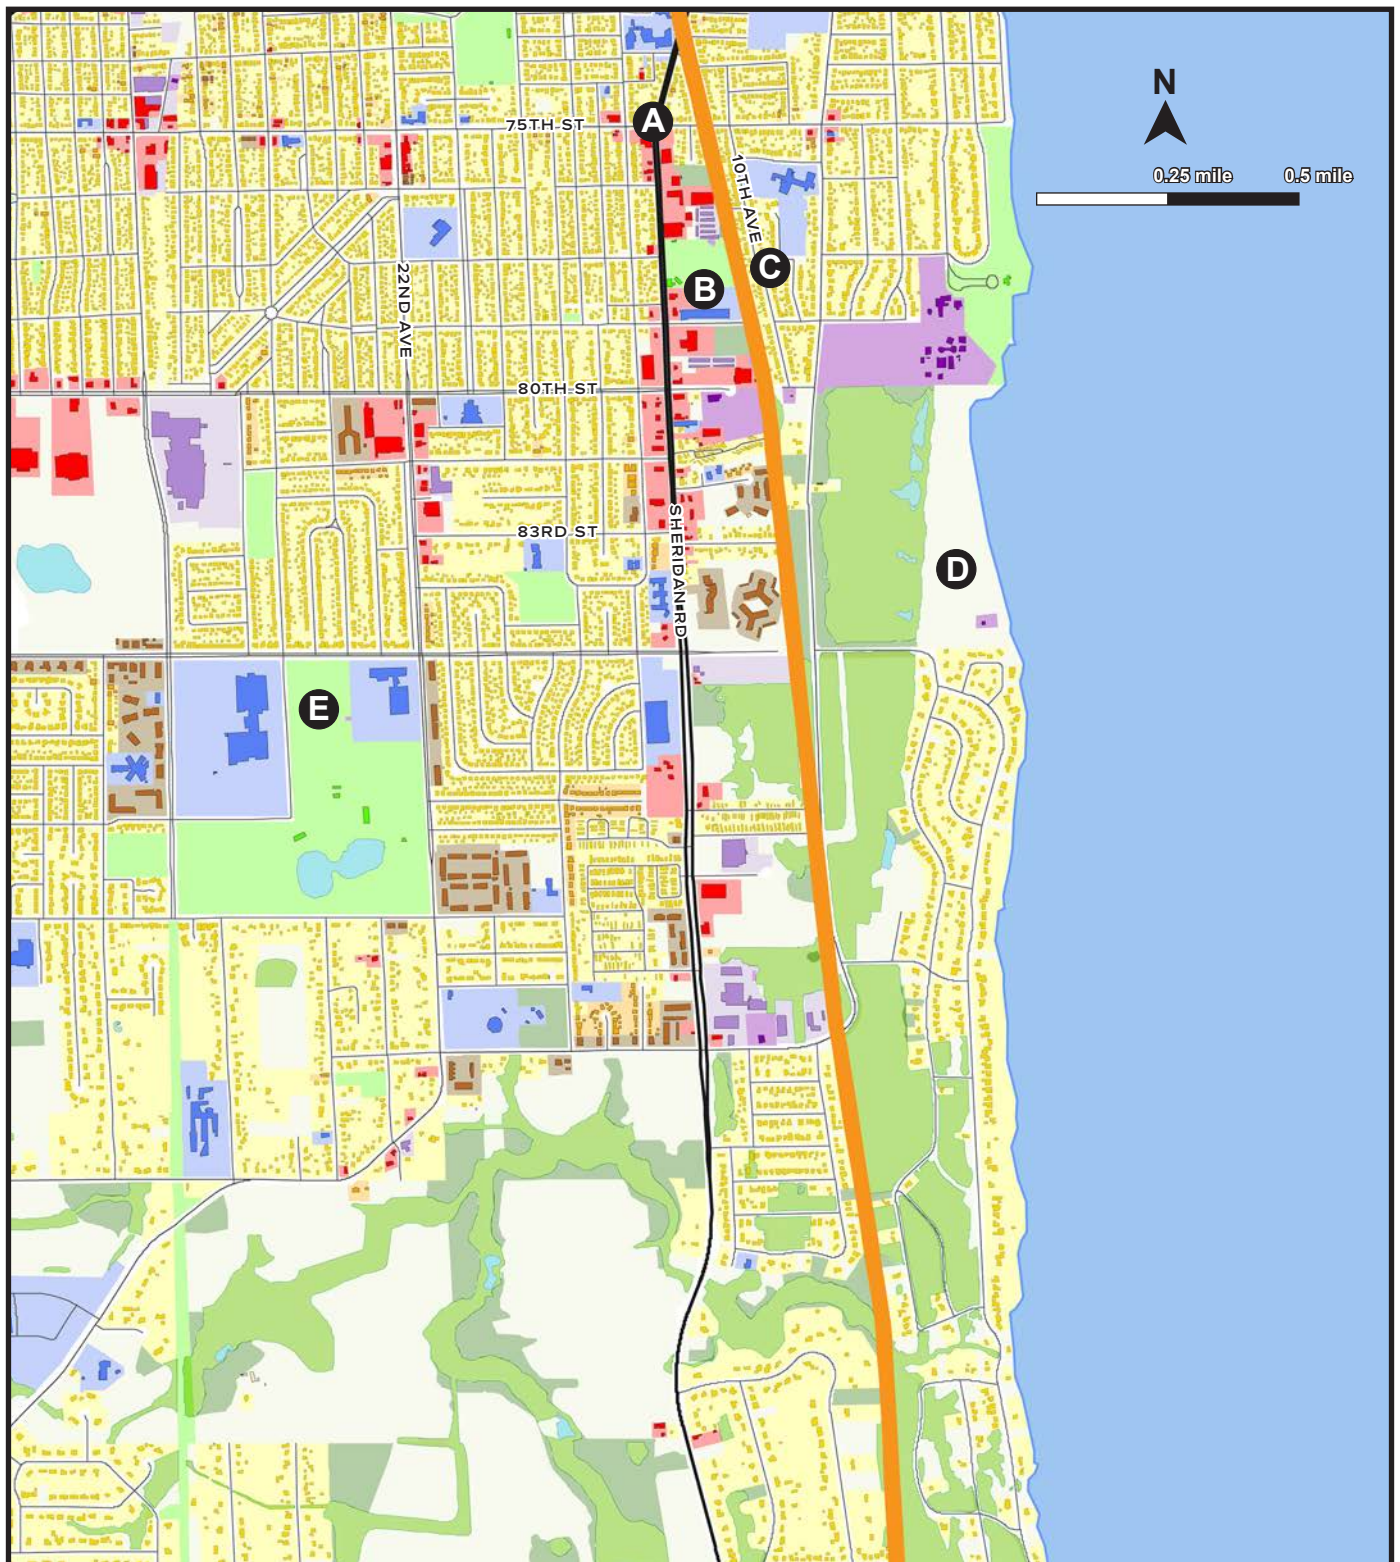 N
0.25 mile 0.5 mile
A
75TH ST
10TH AVE
C
B
22ND AVE
80TH ST
SHERIDAN RD
83RD ST
D
E